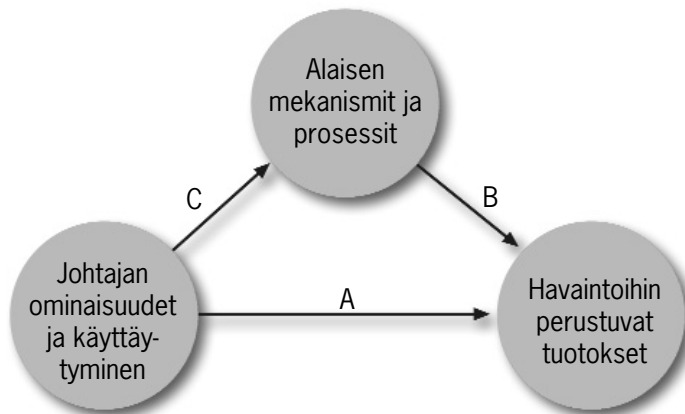 Alaisen
mekanismit ja
prosessit
C
B
Johtajan
ominaisuudet
ja käyttäy-
tyminen
A
Havaintoihin
perustuvat
tuotokset